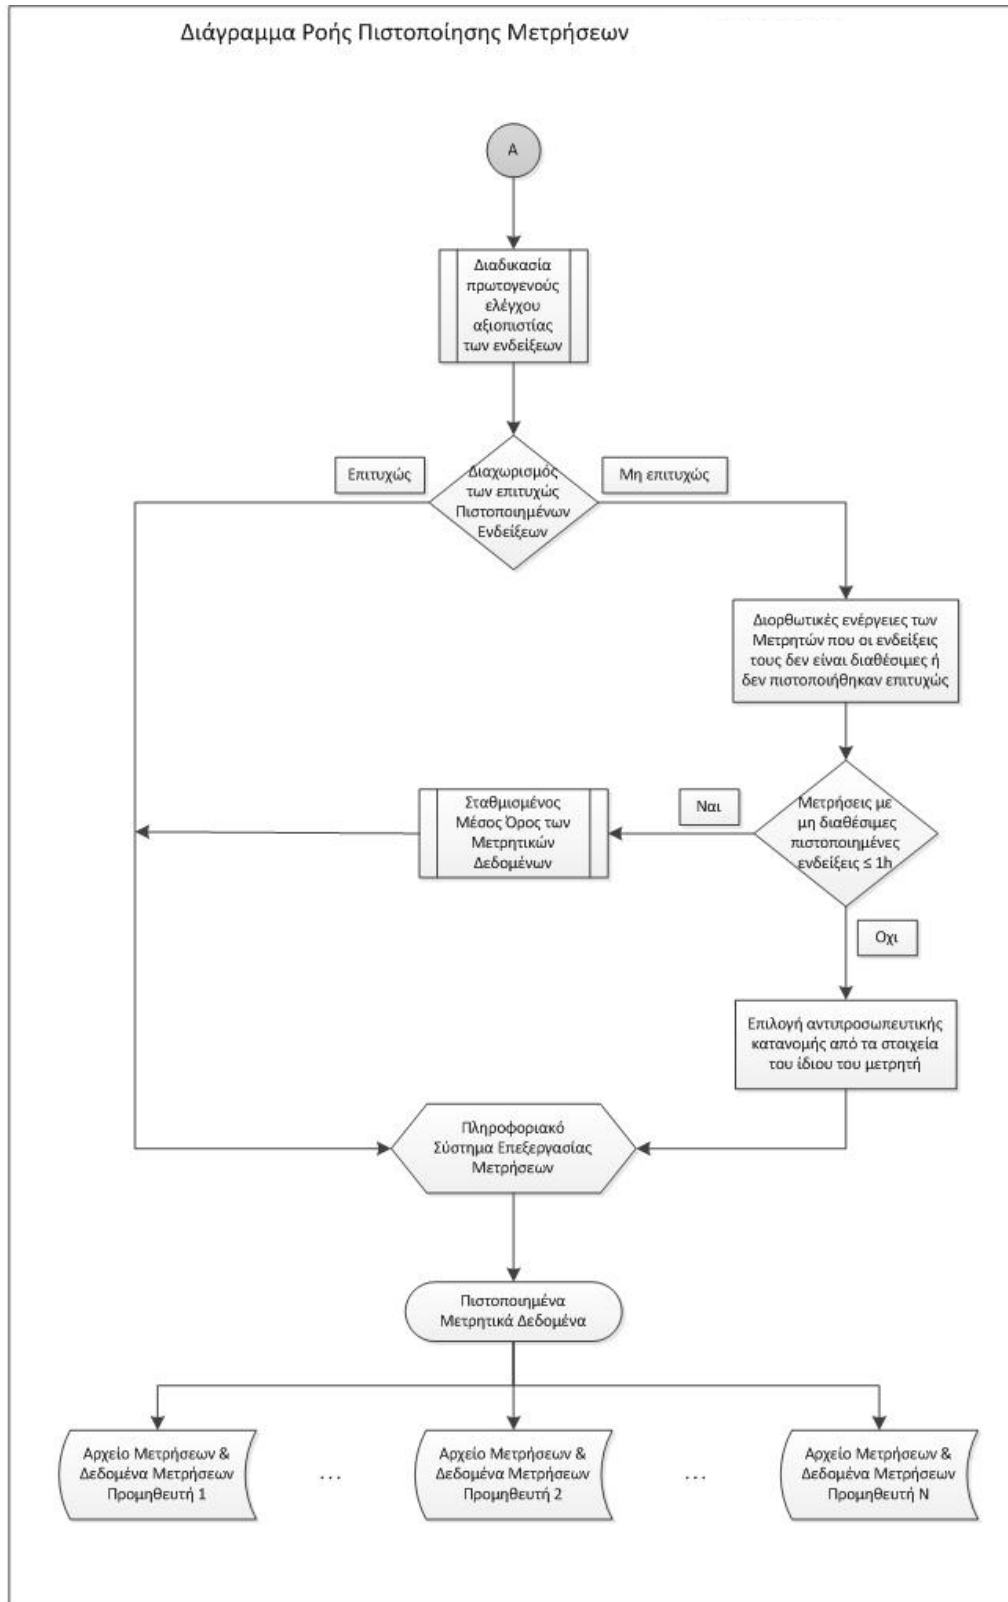 Διάγραμμα Ροής Πιστοποίησης Μετρήσεων
A
Διαδικασία
πρωτογενούς
ελέγχου
αξιοπιστίας
των ενδείξεων
Επιτυχώς
Διαχωρισμός
των επιτυχώς
Πιστοποιημένων
Ενδείξεων
Μη επιτυχώς
Διορθωτικές ενέργειες των
Μετρητών που οι ενδείξεις
τους δεν είναι διαθέσιμες ή
δεν πιστοποιήθηκαν επιτυχώς
Σταθμισμένος
Μέσος Όρος των
Μετρητικών
Δεδομένων
Ναι
Μετρήσεις με
μη διαθέσιμες
πιστοποιημένες
ενδείξεις ≤ 1h
Οχι
Επιλογή αντιπροσωπευτικής
κατανομής από τα στοιχεία
του ίδιου του μετρητή
Πληροφοριακό
Σύστημα Επεξεργασίας
Μετρήσεων
Πιστοποιημένα
Μετρητικά Δεδομένα
Αρχείο Μετρήσεων &
Δεδομένα Μετρήσεων
Προμηθευτή 1
...
Αρχείο Μετρήσεων &
Δεδομένα Μετρήσεων
Προμηθευτή 2
...
Αρχείο Μετρήσεων &
Δεδομένα Μετρήσεων
Προμηθευτή N